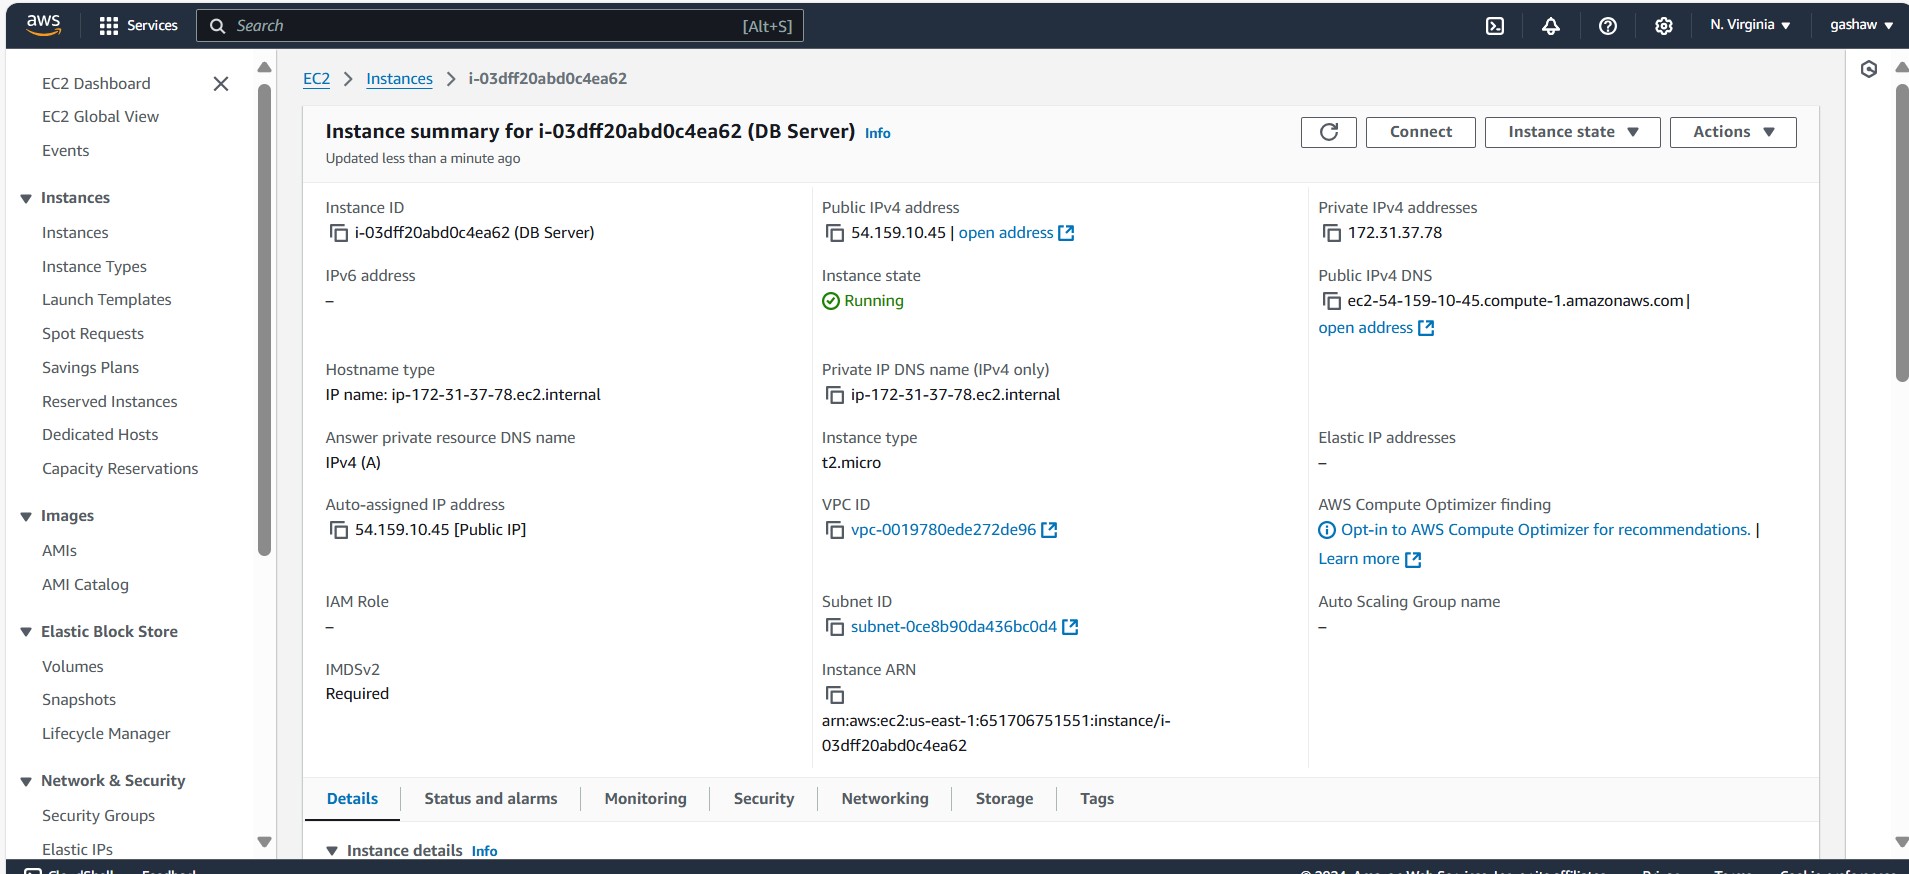 aws
Services
Search
[Alt+S]
N. Virginia
gashaw
EC2 Dashboard
EC2 Global View
Events
Instances
Instances
Instance Types
Launch Templates
Spot Requests
Savings Plans
Reserved Instances
Dedicated Hosts
Capacity Reservations
Images
AMIs
AMI Catalog
Elastic Block Store
Volumes
Snapshots
Lifecycle Manager
Network & Security
Security Groups
Elastic IPs
EC2 > Instances > i-03dff20abd0c4ea62
Instance summary for i-03dff20abd0c4ea62 (DB Server) Info
Updated less than a minute ago
Connect
Instance state
Actions
Instance ID
i-03dff20abd0c4ea62 (DB Server)
Public IPv4 address
54.159.10.45 | open address
Private IPv4 addresses
172.31.37.78
IPv6 address
–
Instance state
Running
Public IPv4 DNS
ec2-54-159-10-45.compute-1.amazonaws.com |
open address
Hostname type
IP name: ip-172-31-37-78.ec2.internal
Private IP DNS name (IPv4 only)
ip-172-31-37-78.ec2.internal
Answer private resource DNS name
IPv4 (A)
Instance type
t2.micro
Elastic IP addresses
–
Auto-assigned IP address
54.159.10.45 [Public IP]
VPC ID
vpc-0019780ede272de96
AWS Compute Optimizer finding
Opt-in to AWS Compute Optimizer for recommendations. |
Learn more
IAM Role
–
Subnet ID
subnet-0ce8b90da436bc0d4
Auto Scaling Group name
–
IMDSv2
Required
Instance ARN
arn:aws:ec2:us-east-1:651706751551:instance/i-
03dff20abd0c4ea62
Details
Status and alarms
Monitoring
Security
Networking
Storage
Tags
Instance details Info